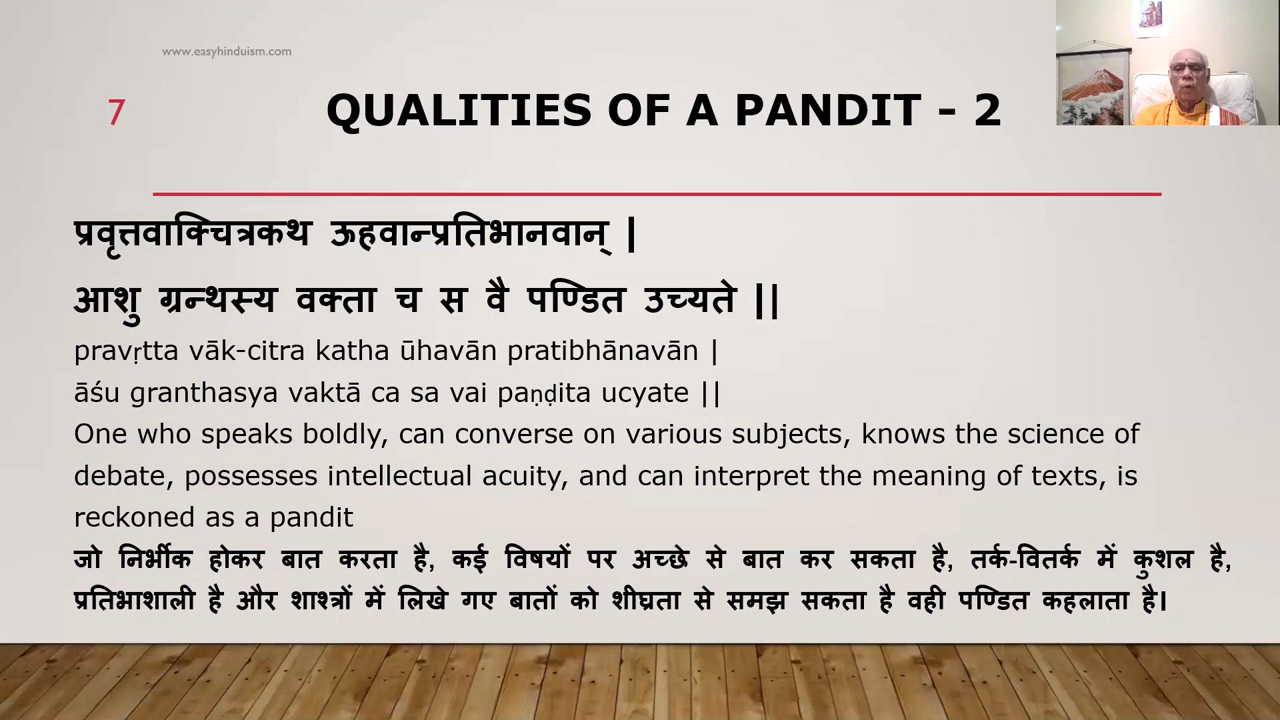 www.easyhinduism.com
7
QUALITIES OF A PANDIT - 2
प्रवृत्तवाक्चित्रकथ ऊहवान्प्रतिभानवान् |
आशु ग्रन्थस्य वक्ता च स वै पण्डित उच्यते ||
pravṛtta vāk-citra katha ūhavān pratibhānavān |
āśu granthasya vaktā ca sa vai paṇḍita ucyate ||
One who speaks boldly, can converse on various subjects, knows the science of
debate, possesses intellectual acuity, and can interpret the meaning of texts, is
reckoned as a pandit
जो निर्भीक होकर बात करता है, कई विषयों पर अच्छे से बात कर सकता है, तर्क-वितर्क में कुशल है,
प्रतिभाशाली है और शाश्त्रों में लिखे गए बातों को शीघ्रता से समझ सकता है वही पण्डित कहलाता है।